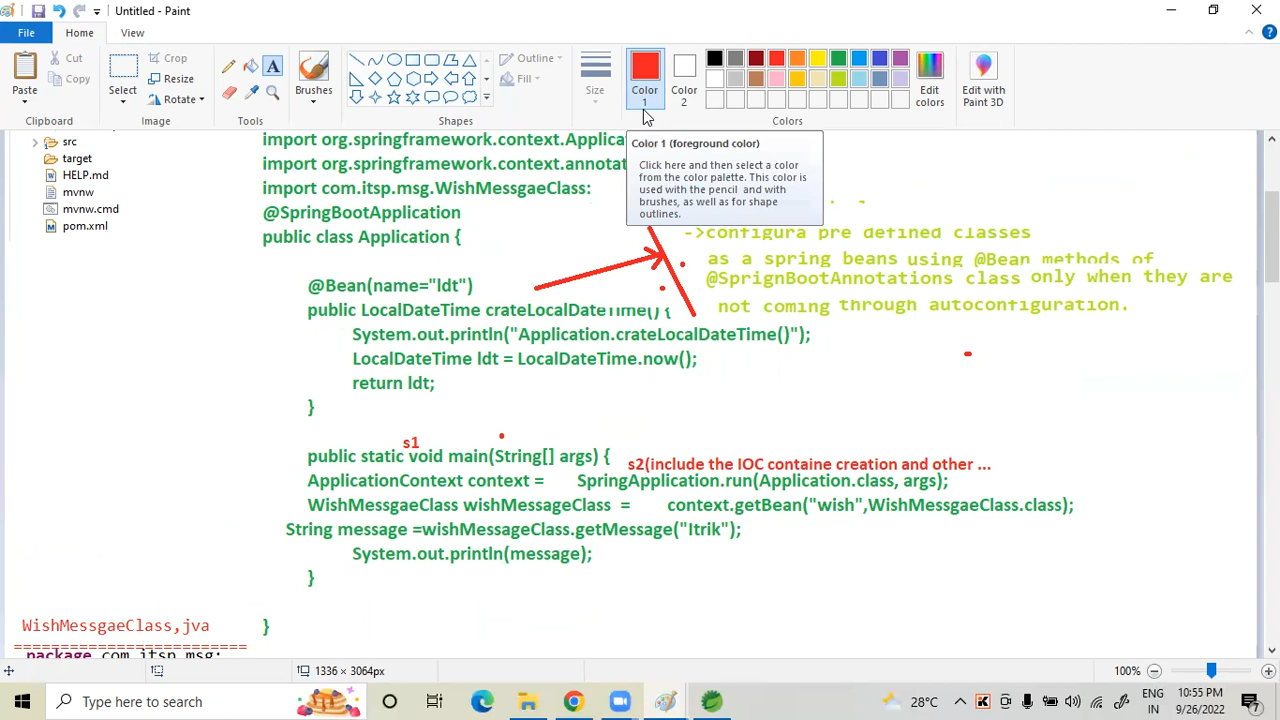 Untitled - Paint
File Home View
Paste
Cut
Copy
Clipboard
Select
Crop
Resize
Rotate
Image
Tools
Brushes
Shapes
Outline
Fill
Size
Color 1
Color 2
Colors
Edit colors
Edit with Paint 3D
Color 1 (foreground color)
Click here and then select a color
from the color palette. This color is
used with the pencil and with
brushes, as well as for shape
outlines.
src
target
HELP.md
mvnw
mvnw.cmd
pom.xml
import org.springframework.context.Applica
import org.springframework.context.annota
import com.itsp.msg.WishMessgaeClass:
@SpringBootApplication
public class Application {
->configura pre defined classes
as a spring beans using @Bean methods of
@SprignBootAnnotations class only when they are
not coming through autoconfiguration.
@Bean(name="ldt")
public LocalDateTime crateLocalDateTime() {
System.out.println("Application.crateLocalDateTime()");
LocalDateTime ldt = LocalDateTime.now();
return ldt;
}
s1
public static void main(String[] args) {
s2(include the IOC containe creation and other ...
ApplicationContext context = SpringApplication.run(Application.class, args);
WishMessgaeClass wishMessageClass = context.getBean("wish",WishMessgaeClass.class);
String message =wishMessageClass.getMessage("Itrik");
System.out.println(message);
}
}
WishMessgaeClass,jva
=========================
package com.itsp.msg;
1336 × 3064px
100%
Type here to search
28°C
ENG
IN
10:55 PM
9/26/2022
7